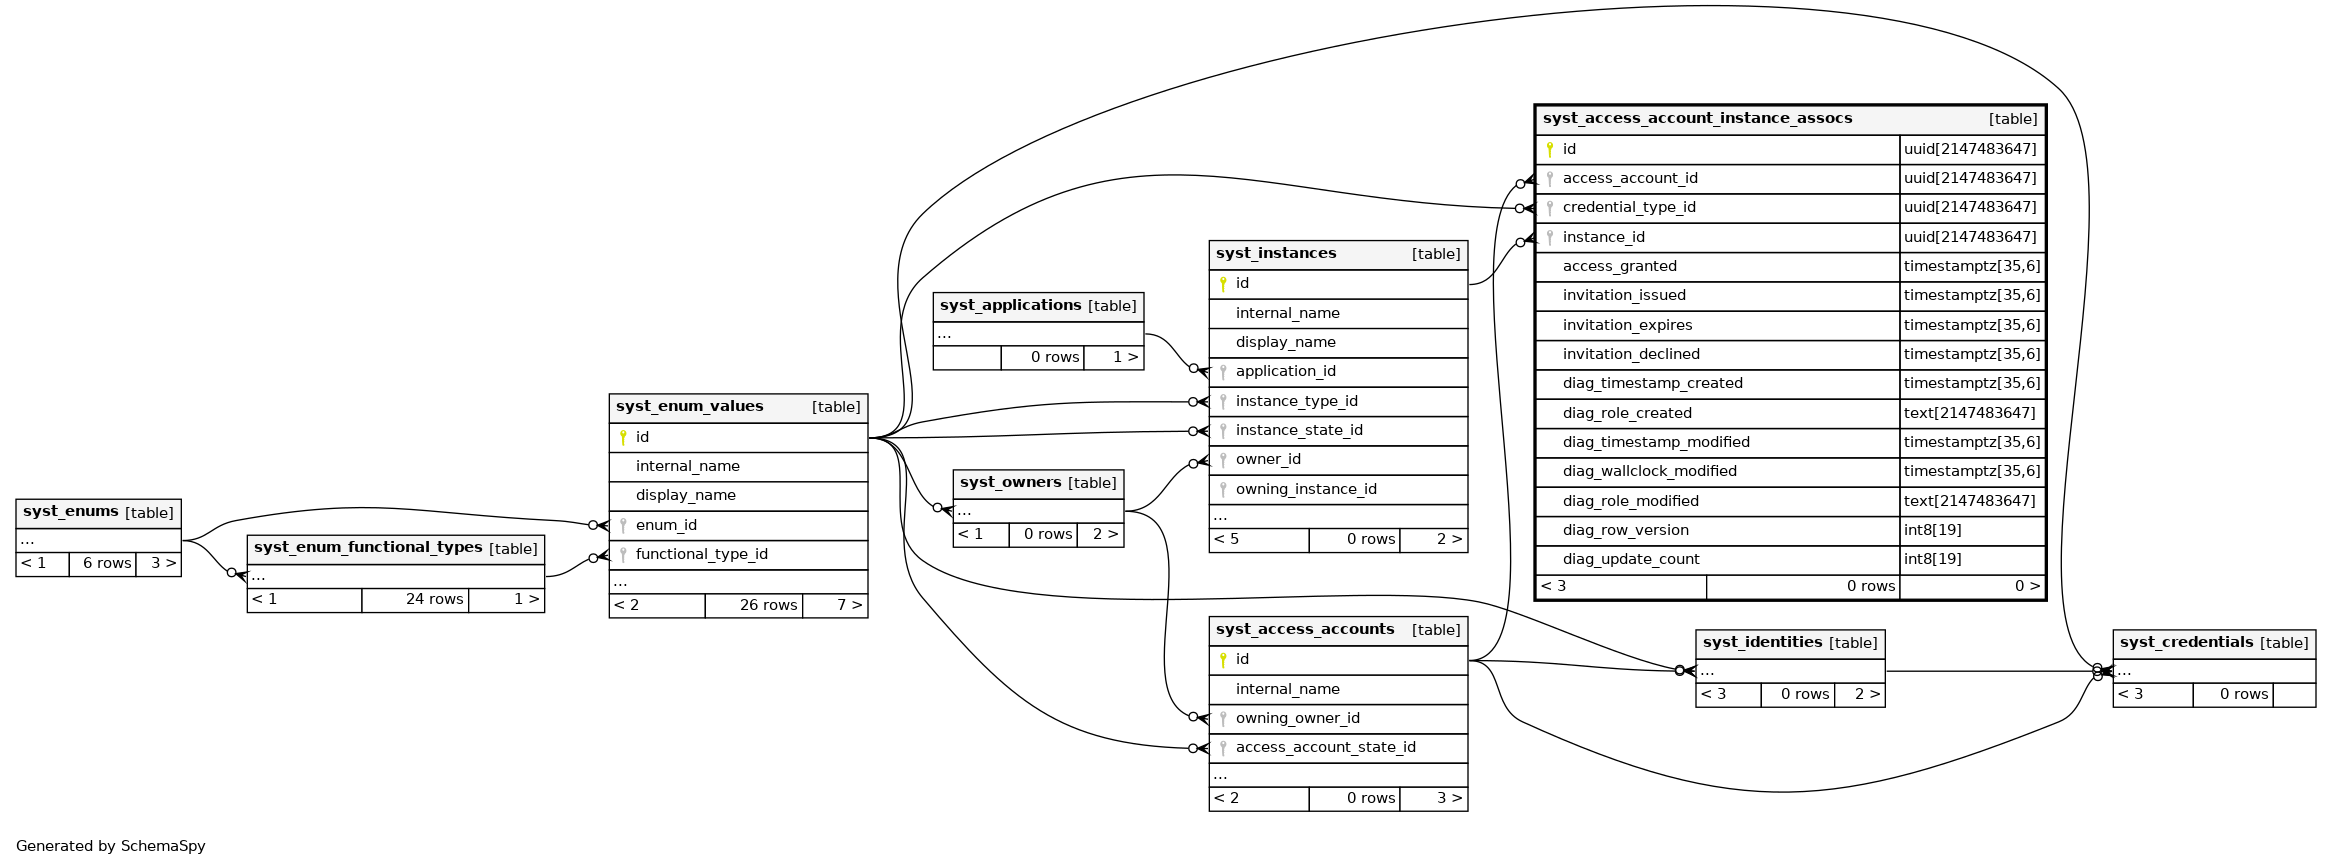 syst_access_account_instance_assocs [table]
id uuid[2147483647]
access_account_id uuid[2147483647]
credential_type_id uuid[2147483647]
instance_id uuid[2147483647]
access_granted timestamptz[35,6]
invitation_issued timestamptz[35,6]
invitation_expires timestamptz[35,6]
invitation_declined timestamptz[35,6]
diag_timestamp_created timestamptz[35,6]
diag_role_created text[2147483647]
diag_timestamp_modified timestamptz[35,6]
diag_wallclock_modified timestamptz[35,6]
diag_role_modified text[2147483647]
diag_row_version int8[19]
diag_update_count int8[19]
< 3 0 rows 0 >
syst_instances [table]
id
internal_name
display_name
application_id
instance_type_id
instance_state_id
owner_id
owning_instance_id
...
< 5 0 rows 2 >
syst_applications [table]
...
0 rows 1 >
syst_enum_values [table]
id
internal_name
display_name
enum_id
functional_type_id
...
< 2 26 rows 7 >
syst_owners [table]
...
< 1 0 rows 2 >
syst_enums [table]
...
< 1 6 rows 3 >
syst_enum_functional_types [table]
...
< 1 24 rows 1 >
syst_access_accounts [table]
id
internal_name
owning_owner_id
access_account_state_id
...
< 2 0 rows 3 >
syst_identities [table]
...
< 3 0 rows 2 >
syst_credentials [table]
...
< 3 0 rows
Generated by SchemaSpy